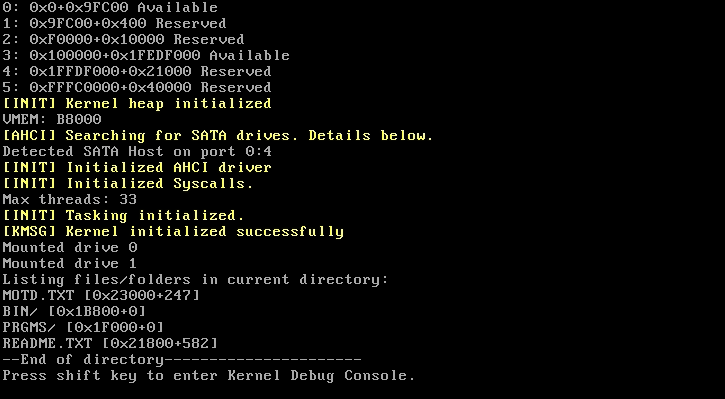 0: 0x0+0x9FC00 Available
1: 0x9FC00+0x400 Reserved
2: 0xF0000+0x10000 Reserved
3: 0x100000+0x1FEDF000 Available
4: 0x1FFDF000+0x21000 Reserved
5: 0xFFFC0000+0x40000 Reserved
[INIT] Kernel heap initialized
VMEM: B8000
[AHCI] Searching for SATA drives. Details below.
Detected SATA Host on port 0:4
[INIT] Initialized AHCI driver
[INIT] Initialized Syscalls.
Max threads: 33
[INIT] Tasking initialized.
[KMSG] Kernel initialized successfully
Mounted drive 0
Mounted drive 1
Listing files/folders in current directory:
MOTD.TXT [0x23000+247]
BIN/ [0x1B800+0]
PRGMS/ [0x1F000+0]
README.TXT [0x21800+582]
--End of directory----------------------
Press shift key to enter Kernel Debug Console.